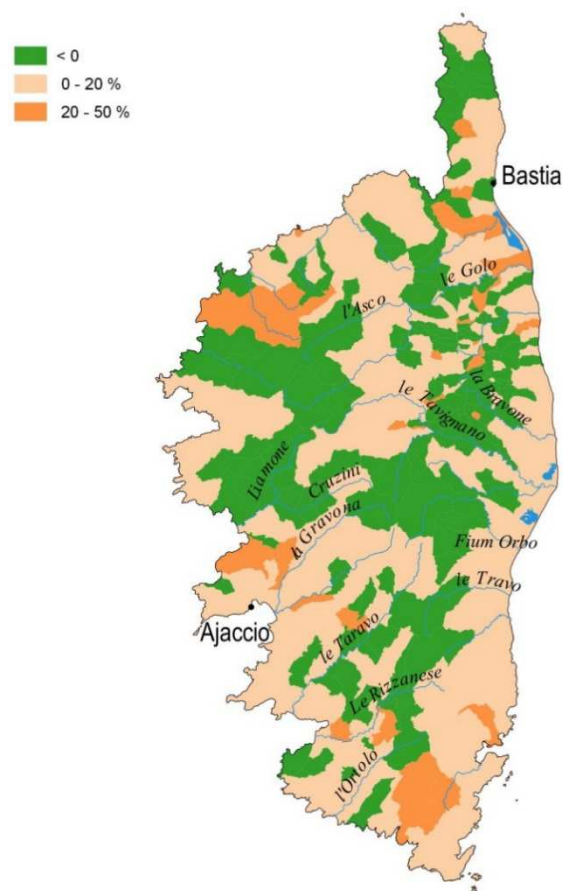 < 0
0 - 20 %
20 - 50 %
Bastia
le Golo
l'Asco
la Bravone
le Tavignano
Liamone
Cruzini
la Gravona
Fium Orbo
le Travo
Ajaccio
le Taravo
Le Rizzanese
l'Ortolo